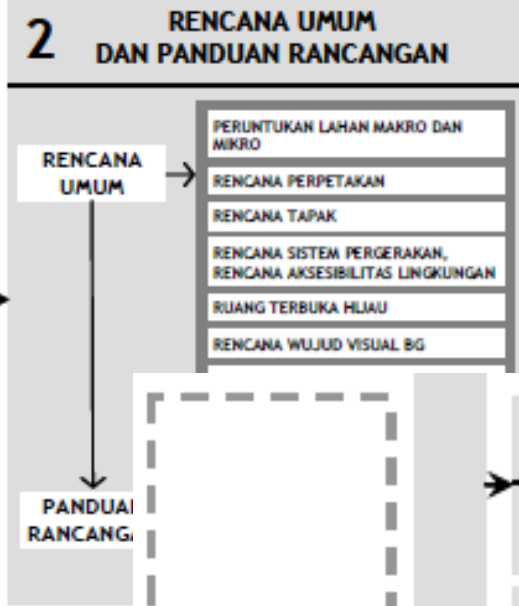 2
RENCANA UMUM
DAN PANDUAN RANCANGAN
RENCANA
UMUM
PERUNTUKAN LAHAN MAKRO DAN
MIKRO
RENCANA PERPETAKAN
RENCANA TAPAK
RENCANA SISTEM PERGERAKAN,
RENCANA AKSESIBILITAS LINGKUNGAN
RUANG TERBUKA HIJAU
RENCANA WUJUD VISUAL BG